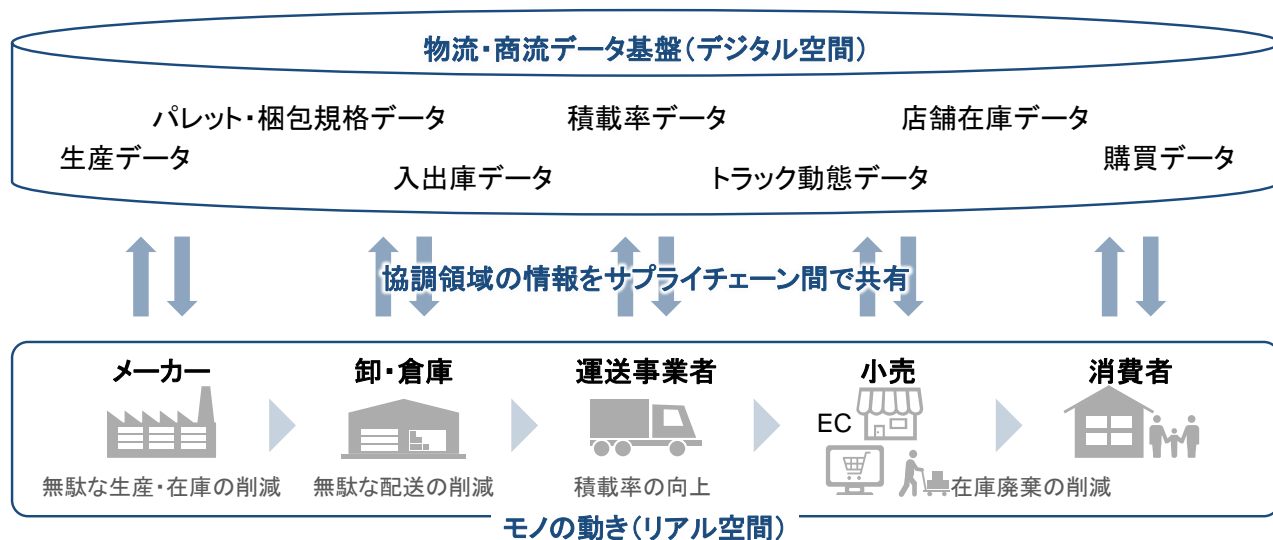 物流・商流データ基盤(デジタル空間)
パレット・梱包規格データ
積載率データ
店舗在庫データ
生産データ
入出庫データ
トラック動態データ
購買データ
協調領域の情報をサプライチェーン間で共有
メーカー
卸・倉庫
運送事業者
小売
消費者
EC
無駄な生産・在庫の削減
無駄な配送の削減
積載率の向上
在庫廃棄の削減
モノの動き(リアル空間)